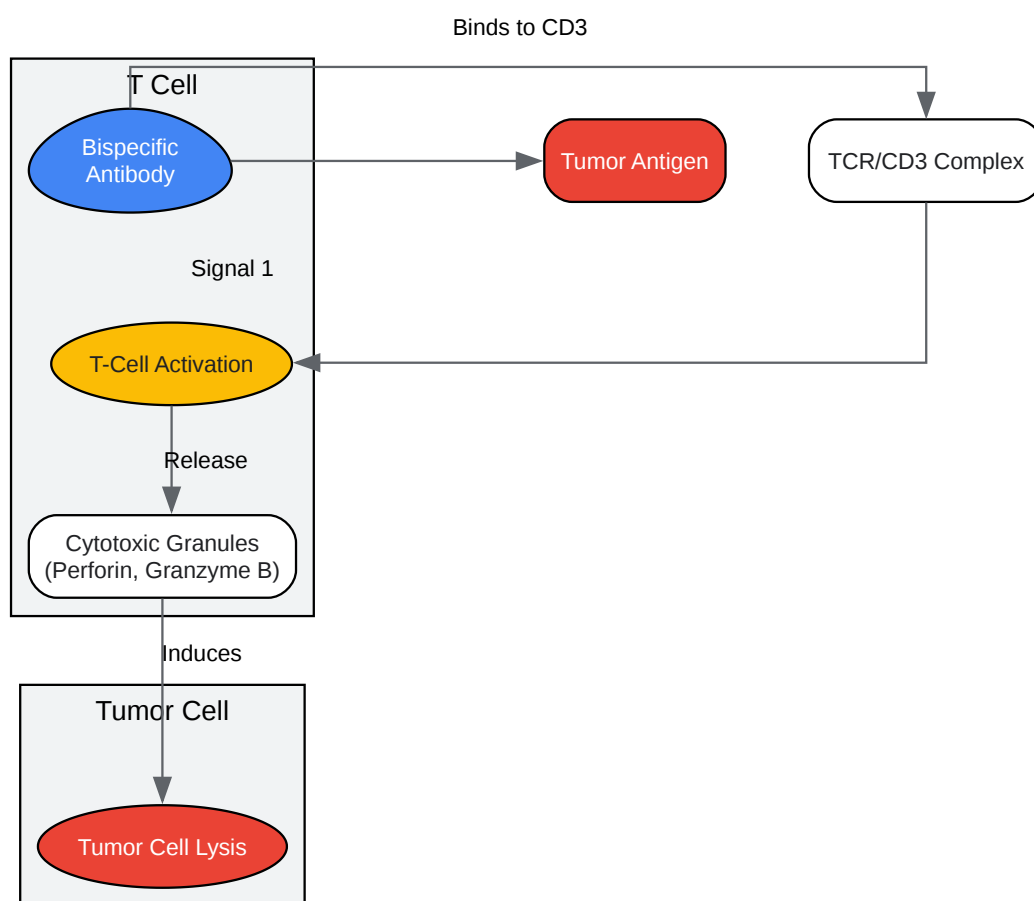 Binds to CD3
T Cell
Bispecific
Antibody
Tumor Antigen
TCR/CD3 Complex
Signal 1
T-Cell Activation
Release
Cytotoxic Granules
(Perforin, Granzyme B)
Induces
Tumor Cell
Tumor Cell Lysis